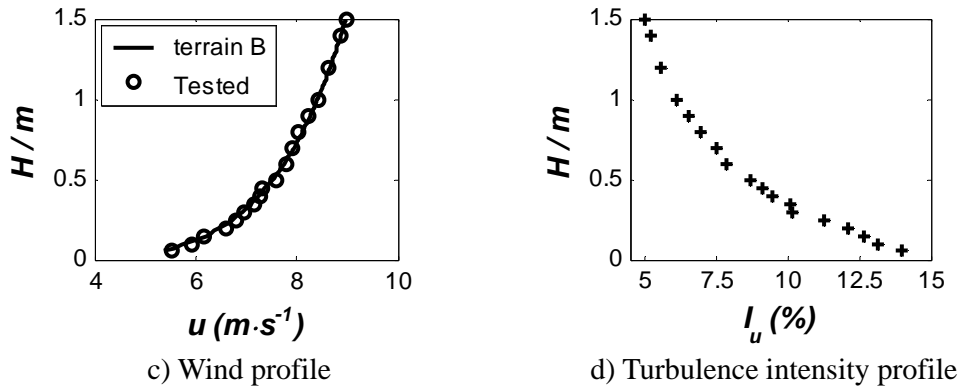 1.5
1
0.5
0
H / m
terrain B
Tested
4
6
8
10
u (m·s⁻¹)
c) Wind profile
1.5
1
0.5
0
H / m
5
7.5
10
12.5
15
I_u (%)
d) Turbulence intensity profile